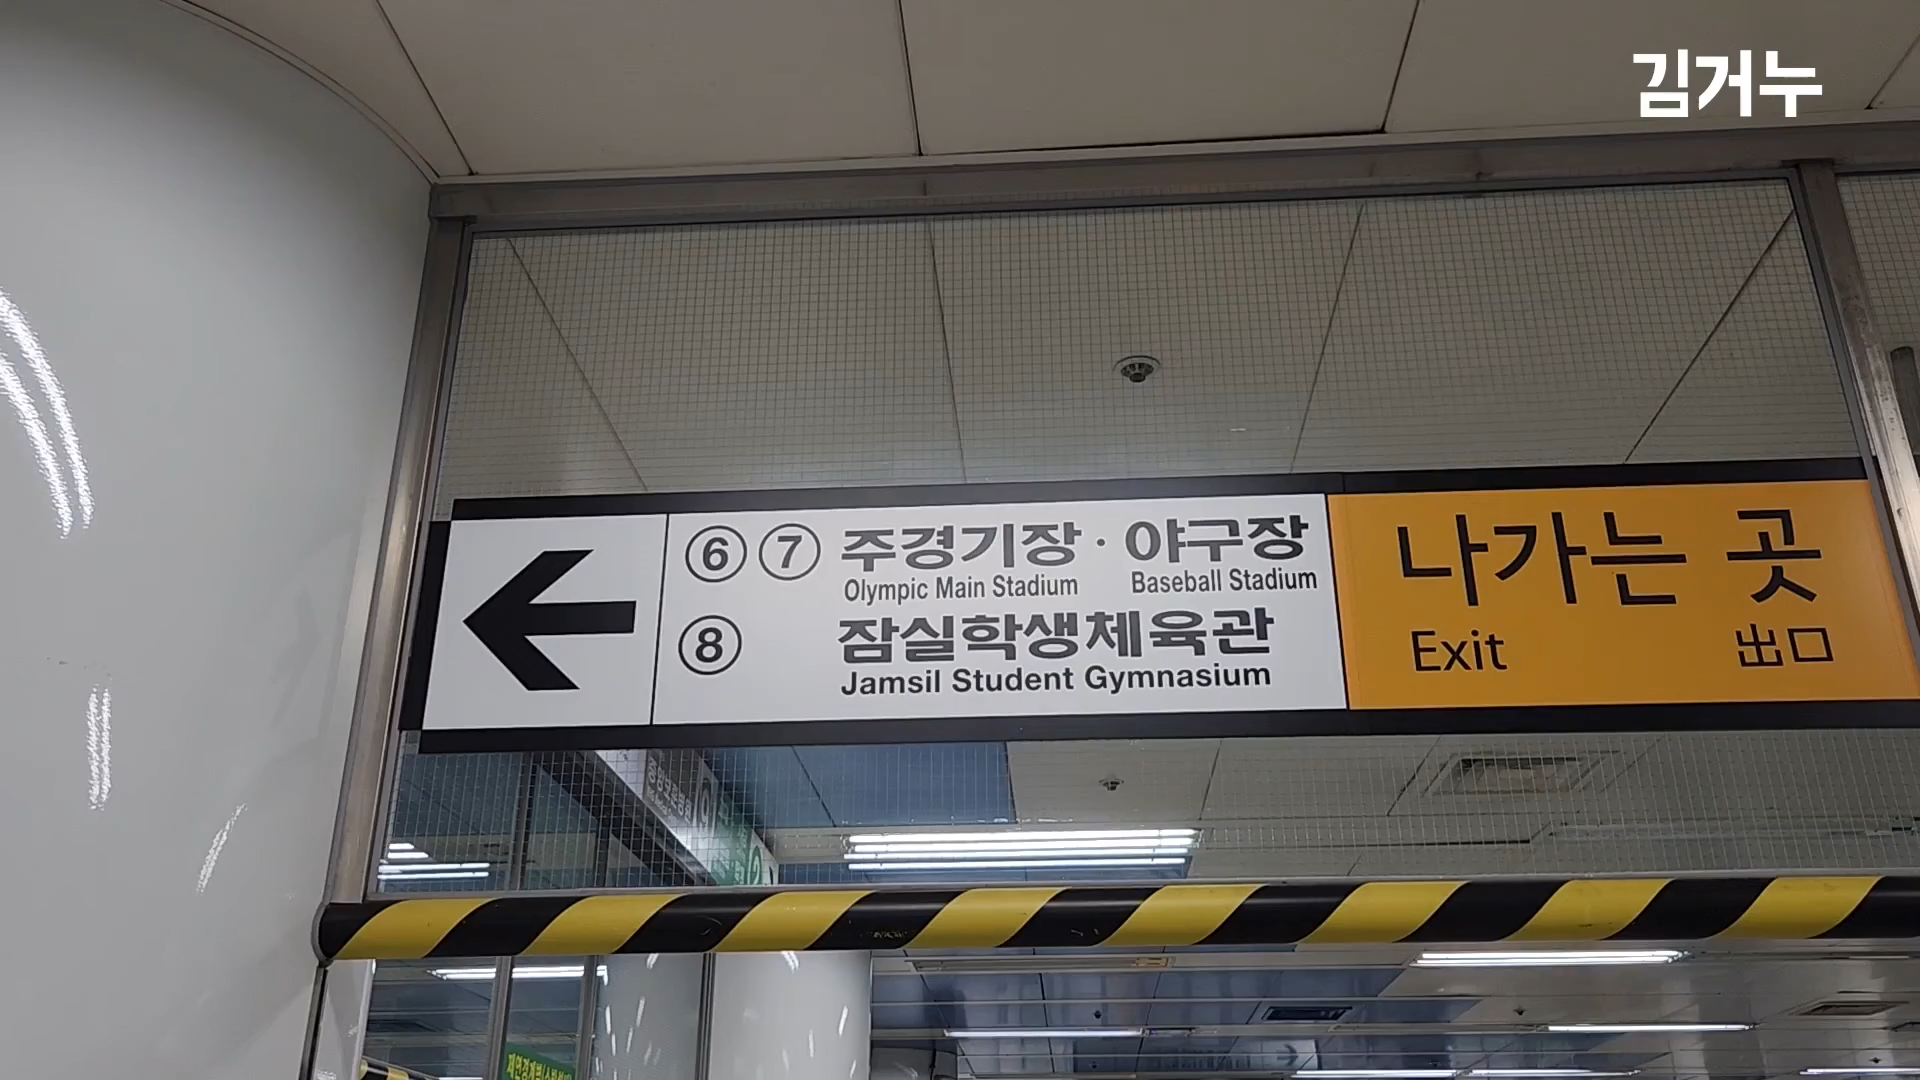 김거누
⑥ ⑦ 주경기장 · 야구장
Olympic Main Stadium Baseball Stadium
⑧ 잠실학생체육관
Jamsil Student Gymnasium
나가는 곳
Exit 出口